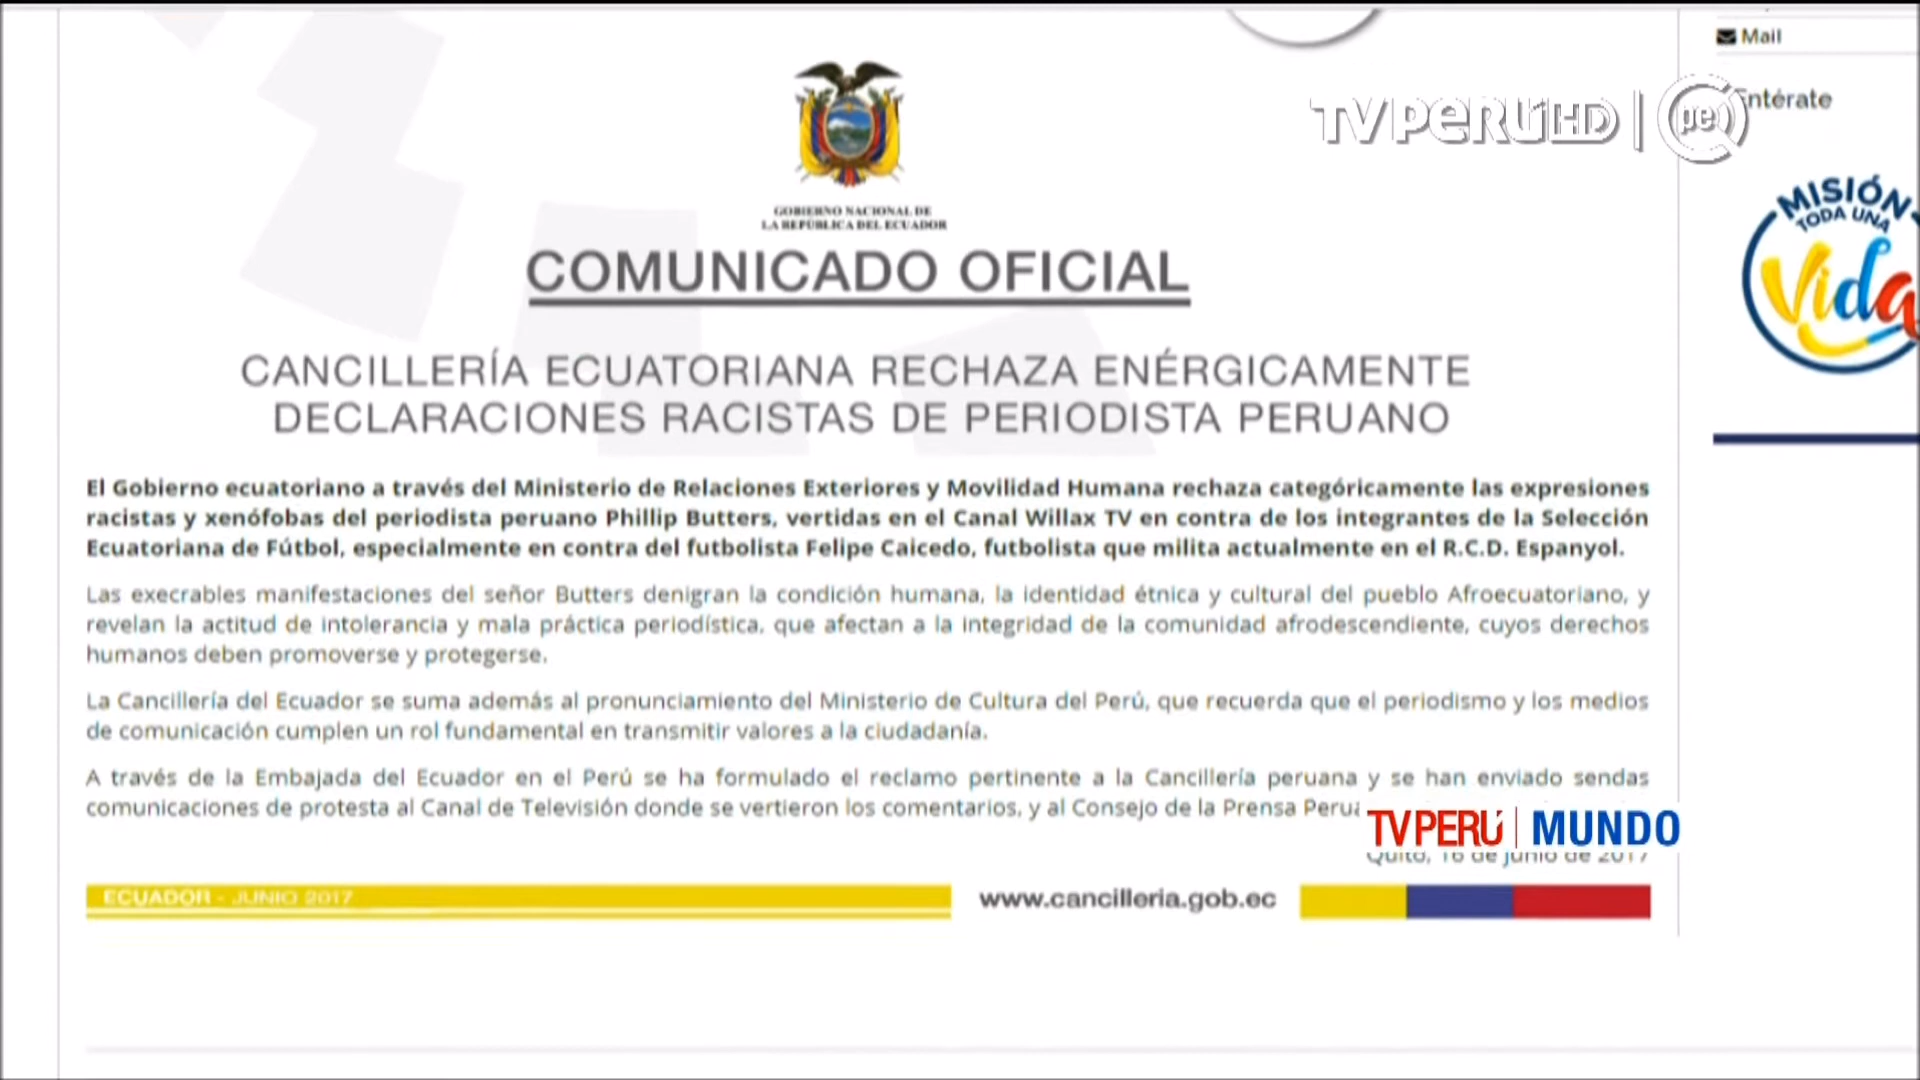 Mail
Entérate
TVPERÚHD | pe
MISIÓN
TODA UNA
Vida
GOBIERNO NACIONAL DE
LA REPÚBLICA DEL ECUADOR
COMUNICADO OFICIAL
CANCILLERÍA ECUATORIANA RECHAZA ENÉRGICAMENTE
DECLARACIONES RACISTAS DE PERIODISTA PERUANO
El Gobierno ecuatoriano a través del Ministerio de Relaciones Exteriores y Movilidad Humana rechaza categóricamente las expresiones
racistas y xenófobas del periodista peruano Phillip Butters, vertidas en el Canal Willax TV en contra de los integrantes de la Selección
Ecuatoriana de Fútbol, especialmente en contra del futbolista Felipe Caicedo, futbolista que milita actualmente en el R.C.D. Espanyol.
Las execrables manifestaciones del señor Butters denigran la condición humana, la identidad étnica y cultural del pueblo Afroecuatoriano, y
revelan la actitud de intolerancia y mala práctica periodística, que afectan a la integridad de la comunidad afrodescendiente, cuyos derechos
humanos deben promoverse y protegerse.
La Cancillería del Ecuador se suma además al pronunciamiento del Ministerio de Cultura del Perú, que recuerda que el periodismo y los medios
de comunicación cumplen un rol fundamental en transmitir valores a la ciudadanía.
A través de la Embajada del Ecuador en el Perú se ha formulado el reclamo pertinente a la Cancillería peruana y se han enviado sendas
comunicaciones de protesta al Canal de Televisión donde se vertieron los comentarios, y al Consejo de la Prensa Perua
TVPERÚ | MUNDO
Quito, 16 de junio de 2017
ECUADOR - JUNIO 2017
www.cancilleria.gob.ec